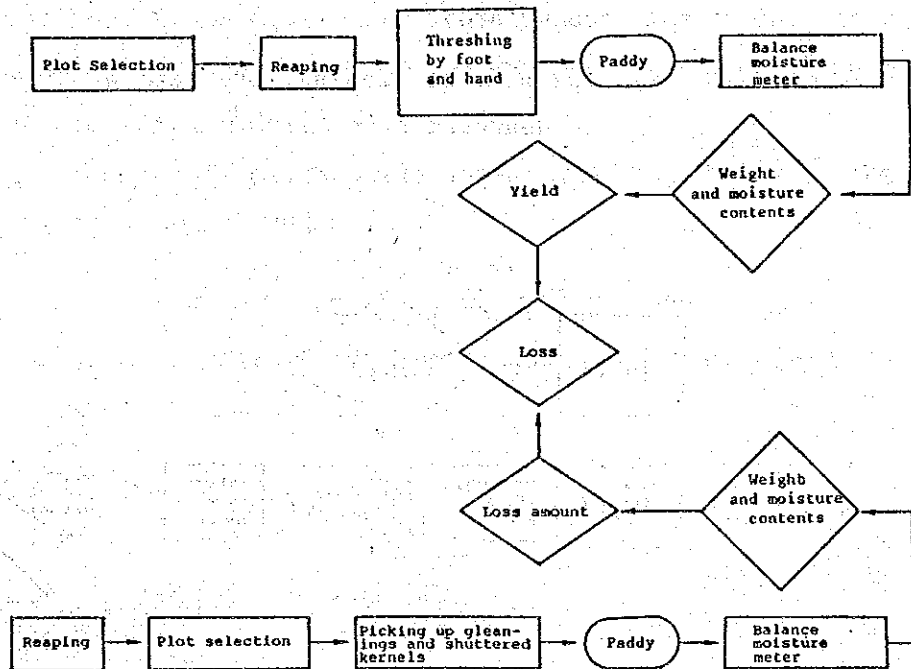 Plot Selection
Reaping
Threshing
by foot
and hand
Paddy
Balance
moisture
meter
Weight
and moisture
contents
Yield
Loss
Loss amount
Weighb
and moisture
contents
Reaping
Plot selection
Picking up glean-
ings and shuttered
kernels
Paddy
Balance
moisture
meter